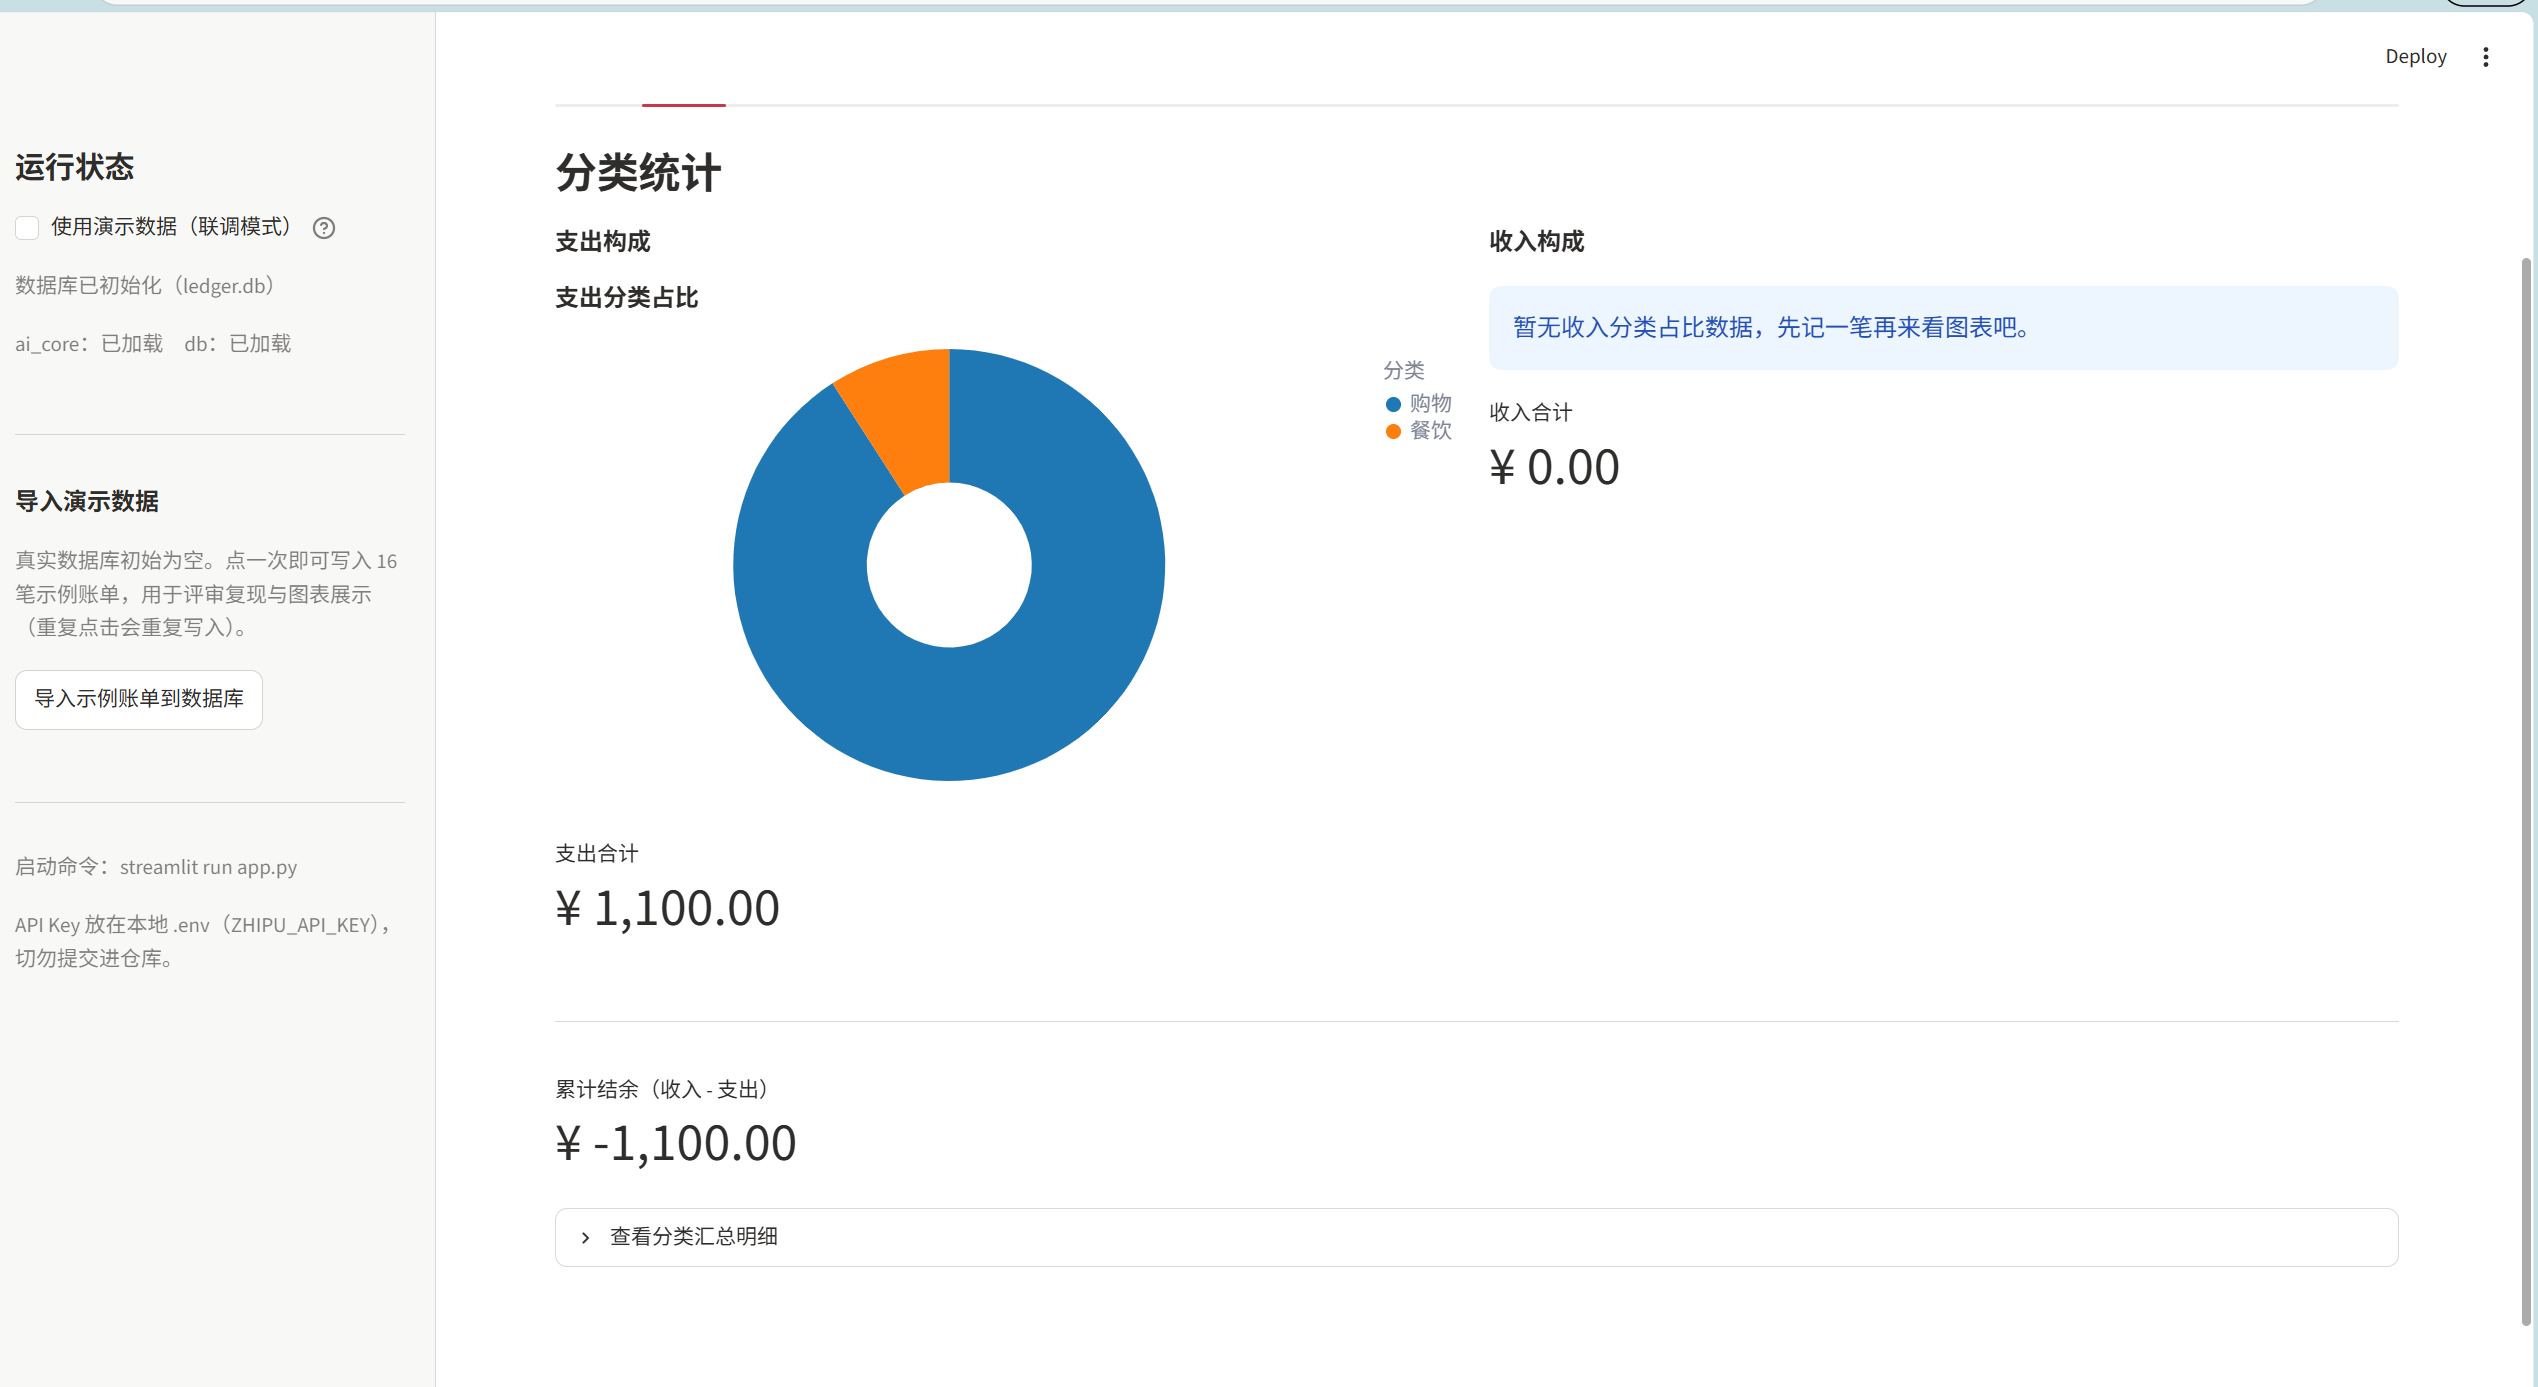 Deploy
运行状态
使用演示数据（联调模式）
数据库已初始化（ledger.db）
ai_core：已加载 db：已加载
导入演示数据
真实数据库初始为空。点一次即可写入 16
笔示例账单，用于评审复现与图表展示
（重复点击会重复写入）。
导入示例账单到数据库
启动命令：streamlit run app.py
API Key 放在本地 .env（ZHIPU_API_KEY），
切勿提交进仓库。
分类统计
支出构成
支出分类占比
分类
购物
餐饮
支出合计
¥ 1,100.00
收入构成
暂无收入分类占比数据，先记一笔再来看图表吧。
收入合计
¥ 0.00
累计结余（收入 - 支出）
¥ -1,100.00
查看分类汇总明细